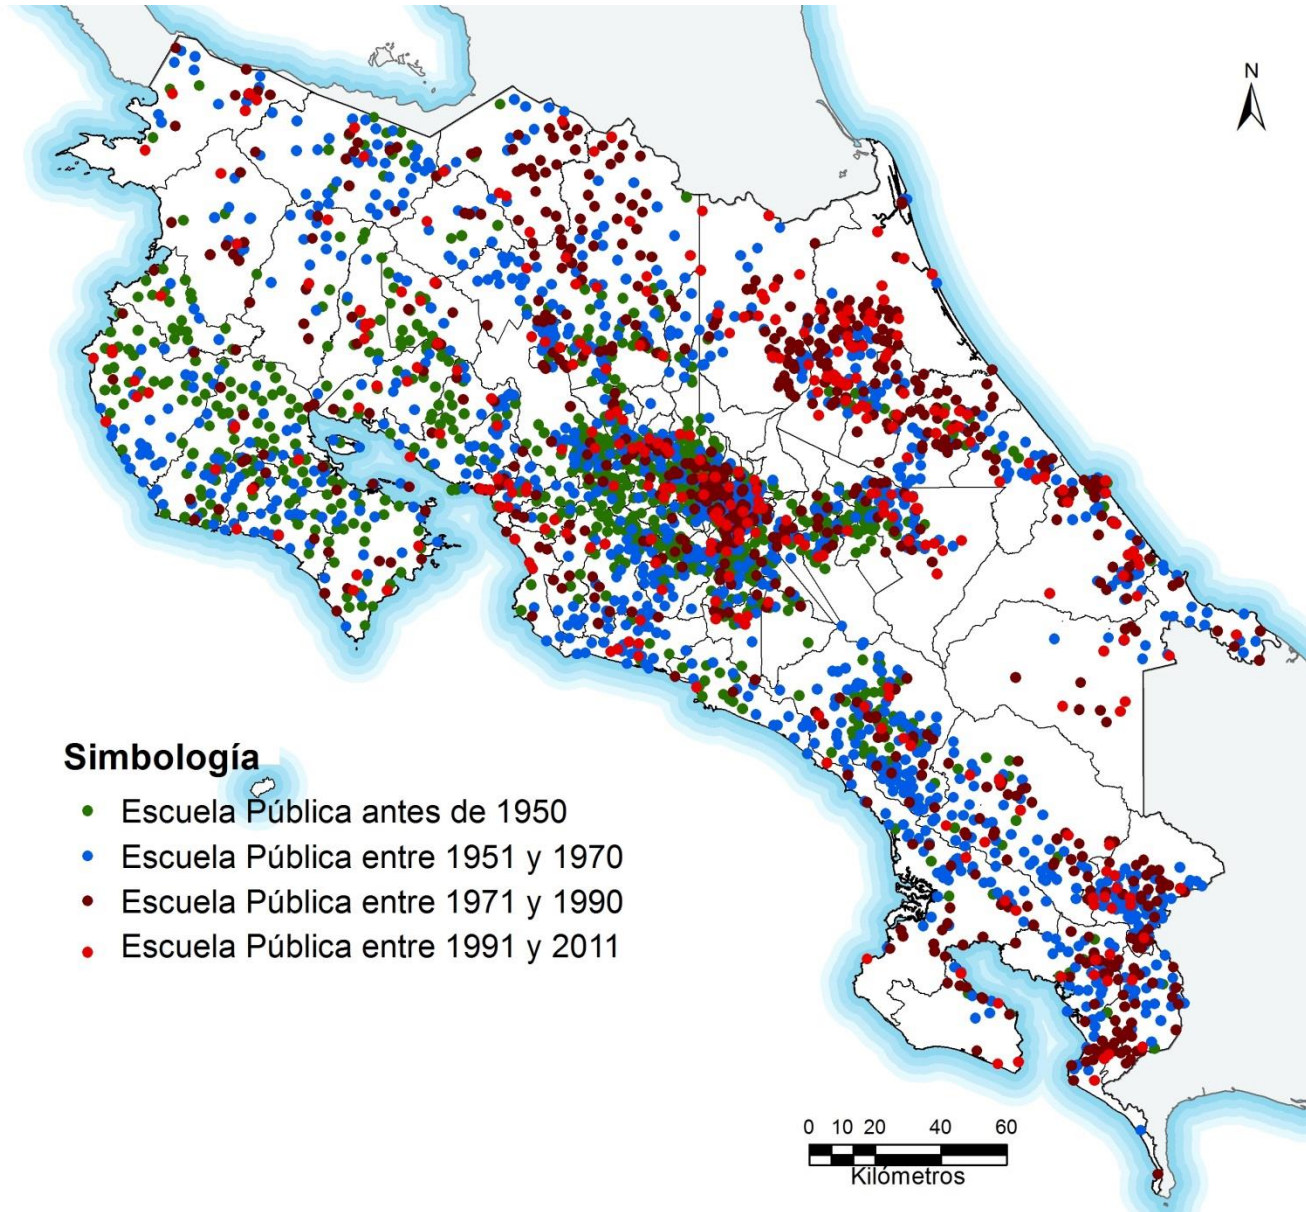 N
Simbología
Escuela Pública antes de 1950
Escuela Pública entre 1951 y 1970
Escuela Pública entre 1971 y 1990
Escuela Pública entre 1991 y 2011
0 10 20 40 60
Kilómetros